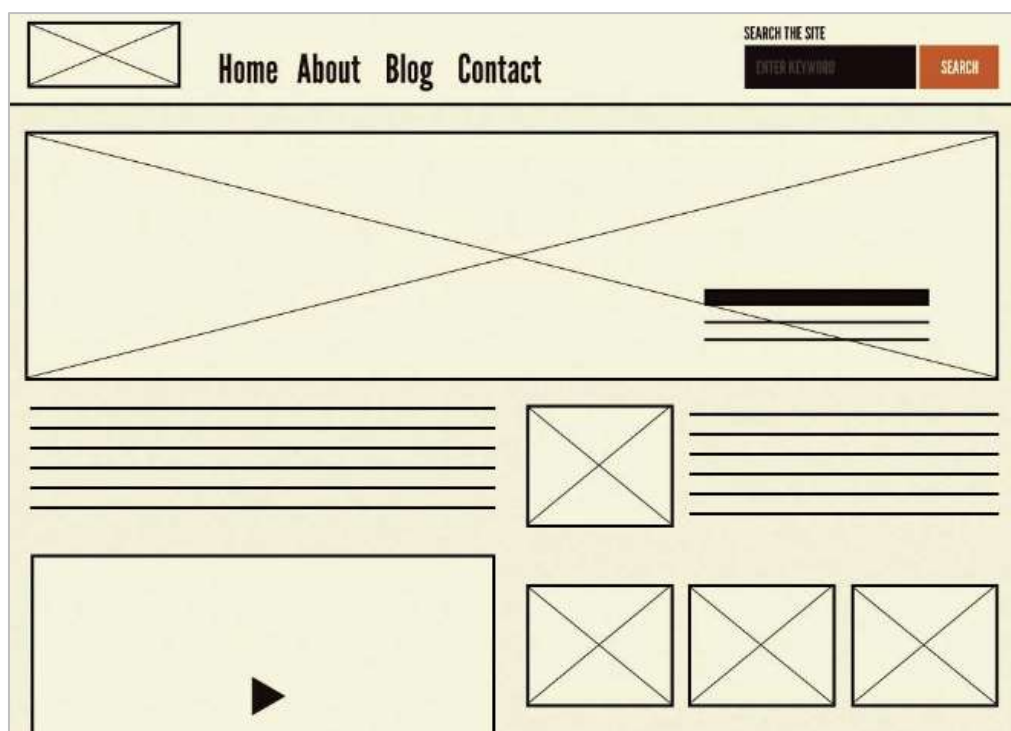 SEARCH THE SITE
Home About Blog Contact
ENTER KEYWORD
SEARCH